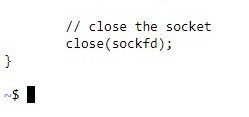 // close the socket
close(sockfd);
}
~$